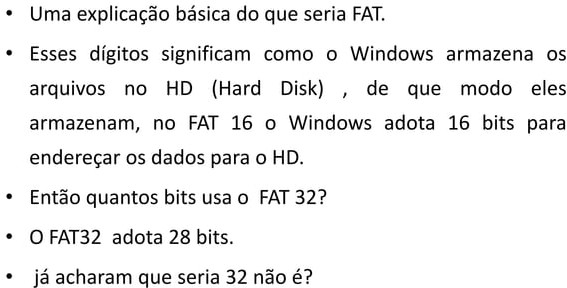 • Uma explicação básica do que seria FAT.
• Esses dígitos significam como o Windows armazena os
arquivos no HD (Hard Disk) , de que modo eles
armazenam, no FAT 16 o Windows adota 16 bits para
endereçar os dados para o HD.
• Então quantos bits usa o FAT 32?
• O FAT32 adota 28 bits.
• já acharam que seria 32 não é?